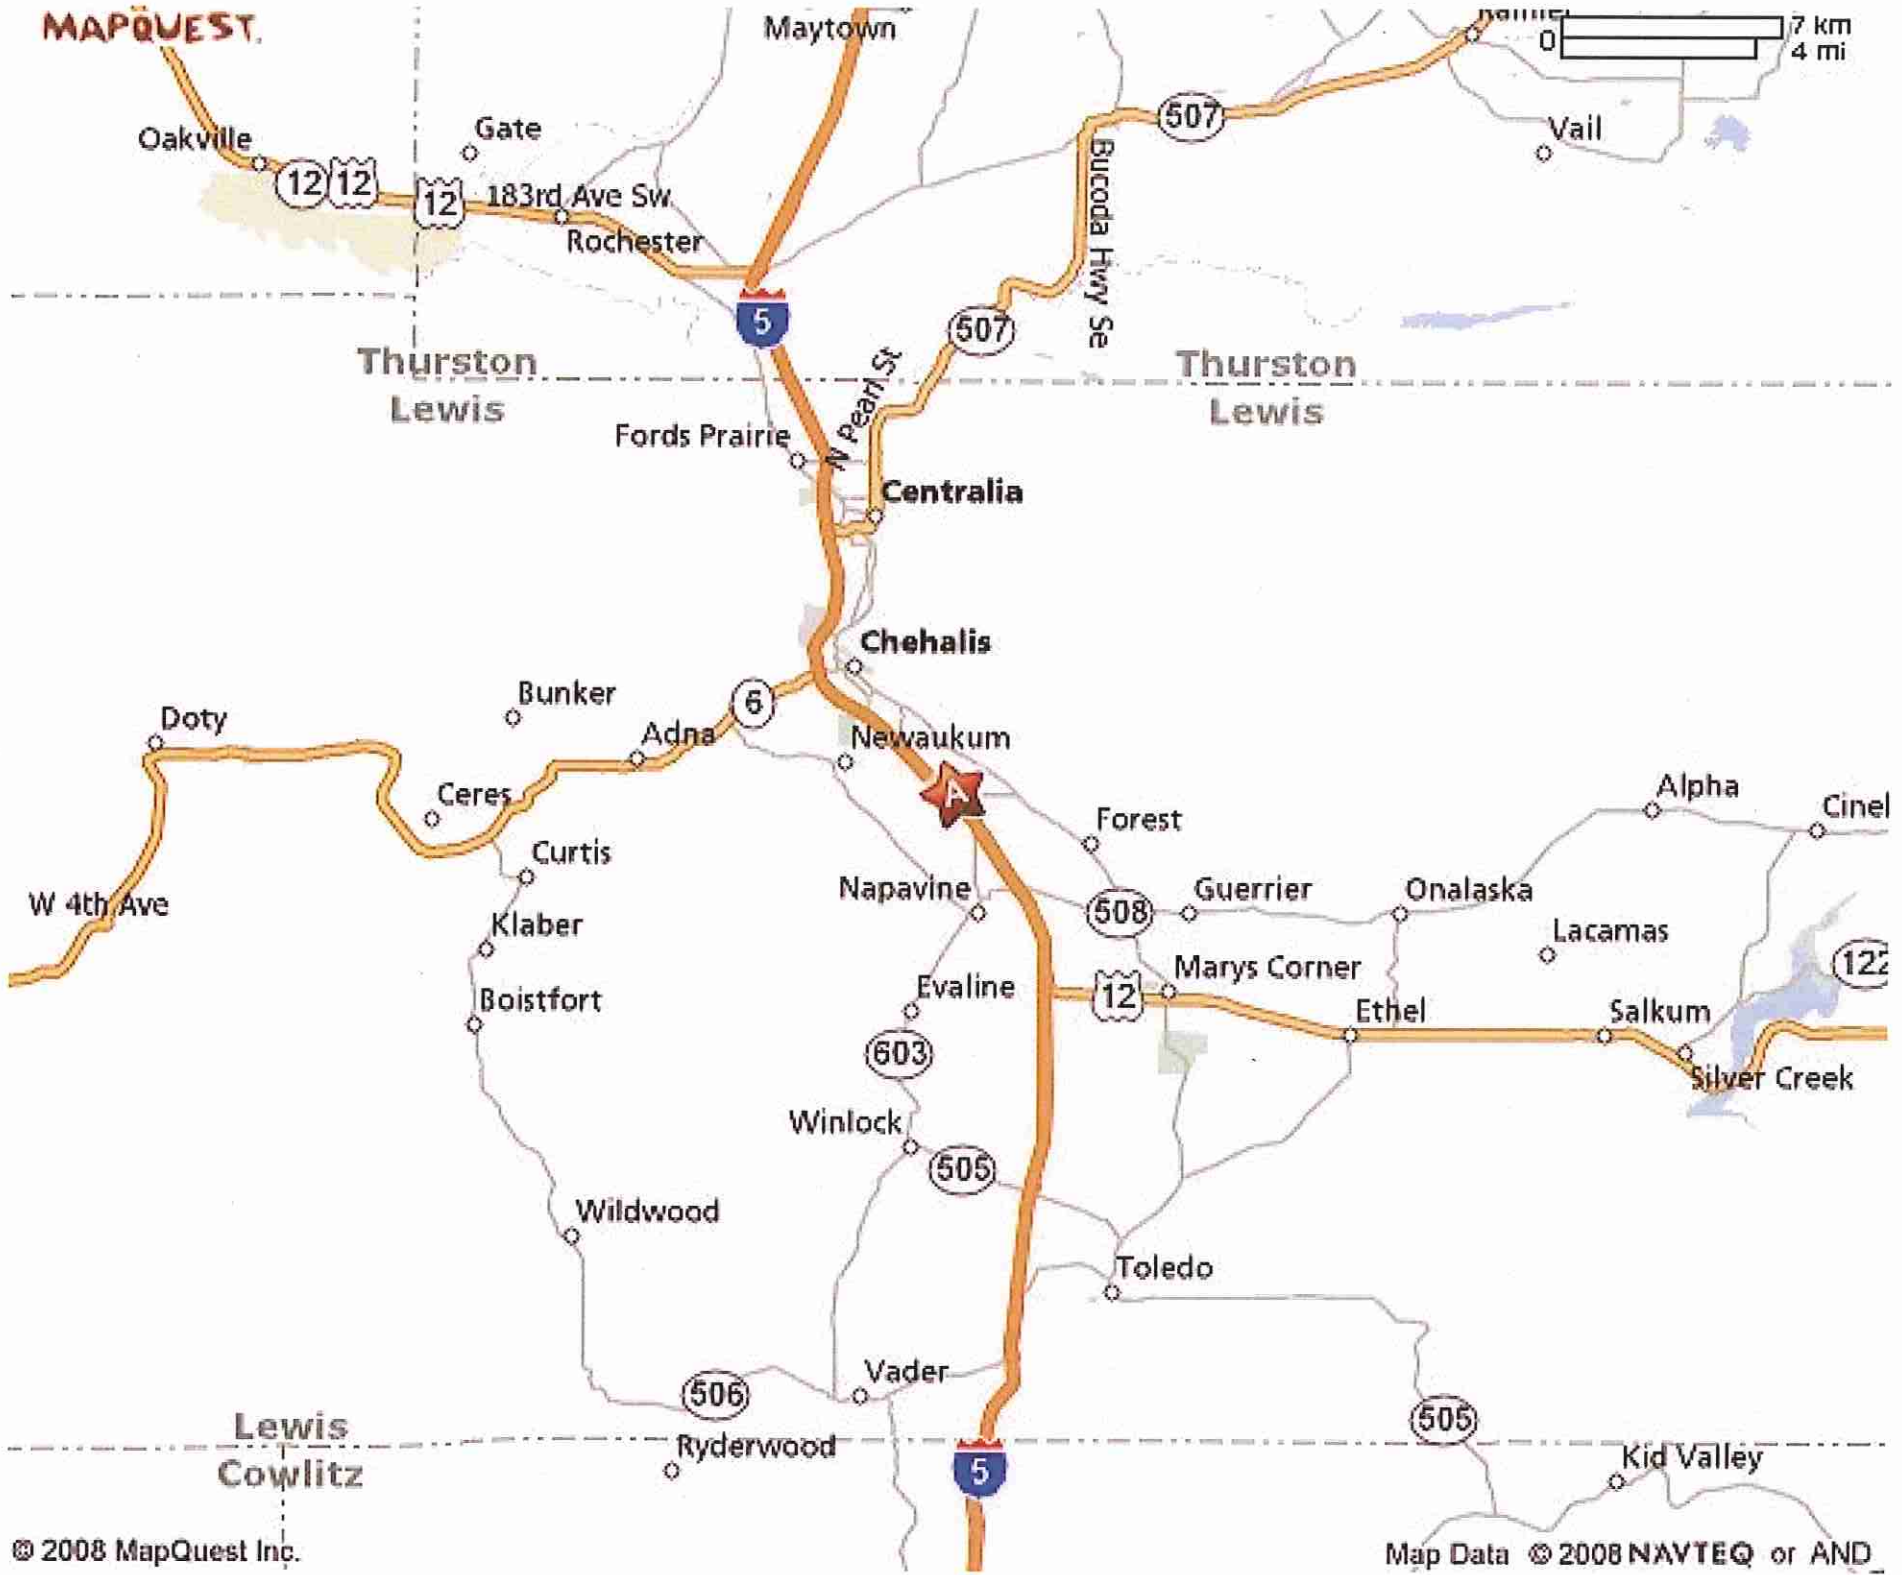 MAPQUEST.
Maytown
7 km
0
4 mi
507
Vail
Gate
Oakville
12
12
12
183rd Ave Sw
Rochester
Bucoda Hwy Se
5
507
Thurston
Thurston
Lewis
Lewis
N Pearl St
Fords Prairie
Centralia
Chehalis
6
Bunker
Doty
Adna
Newaukum
A
Ceres
Alpha
Cinel
Forest
Curtis
W 4th Ave
Napavine
508
Guerrier
Onalaska
Klaber
Lacamas
122
Marys Corner
Evaline
12
Boistfort
Ethel
Salkum
603
Silver Creek
Winlock
505
Wildwood
Toledo
Vader
506
505
Lewis
Ryderwood
Cowlitz
5
Kid Valley
© 2008 MapQuest Inc.
Map Data © 2008 NAVTEQ or AND